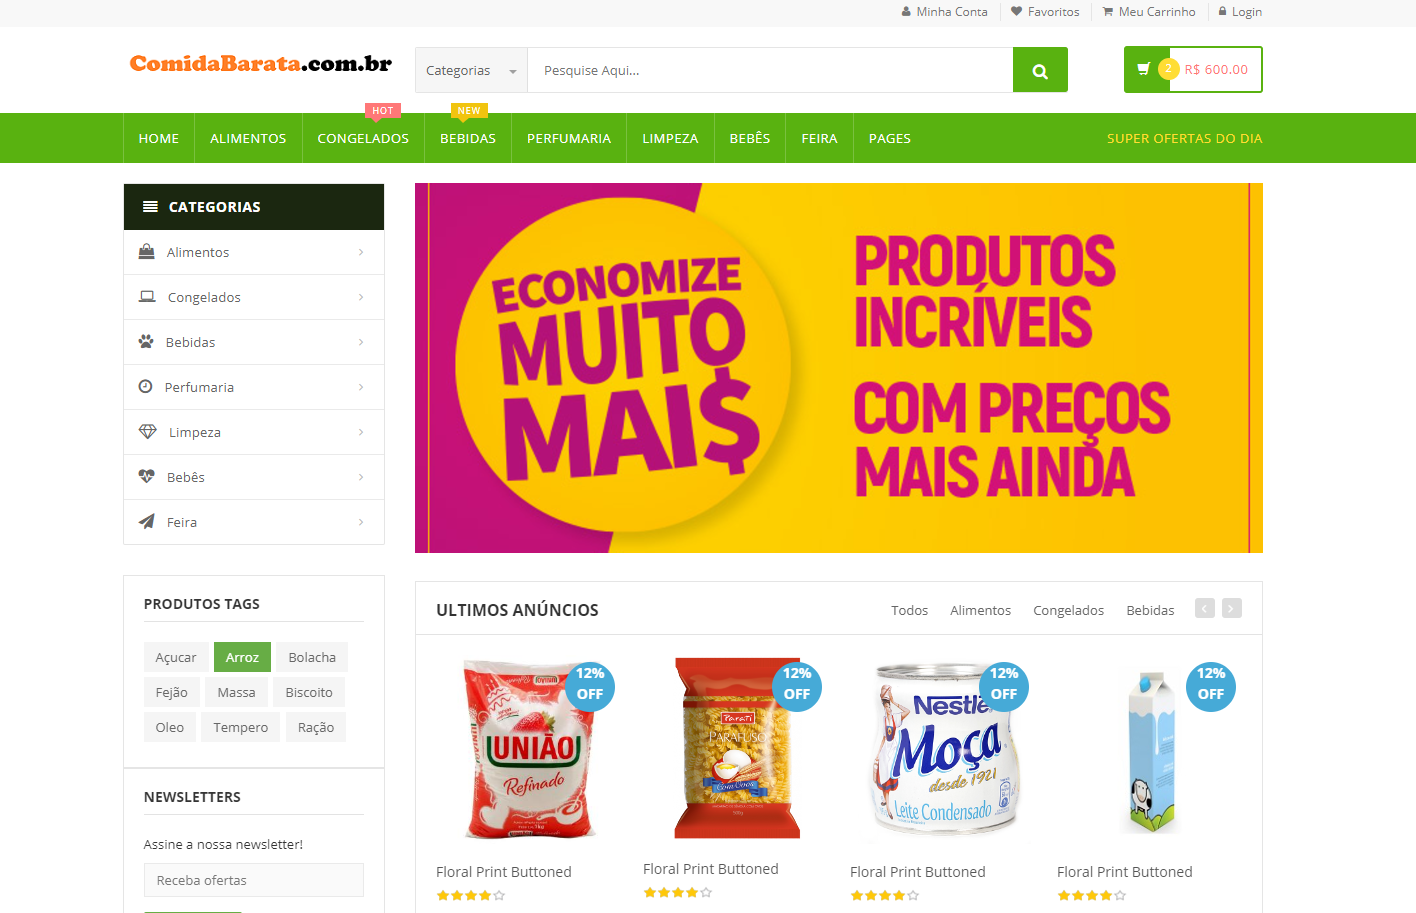 Minha Conta
Favoritos
Meu Carrinho
Login
ComidaBarata.com.br
Categorias
Pesquise Aqui...
2
R$ 600.00
HOT
NEW
HOME
ALIMENTOS
CONGELADOS
BEBIDAS
PERFUMARIA
LIMPEZA
BEBÊS
FEIRA
PAGES
SUPER OFERTAS DO DIA
CATEGORIAS
Alimentos
Congelados
Bebidas
Perfumaria
Limpeza
Bebês
Feira
ECONOMIZE
MUITO
MAI$
PRODUTOS
INCRÍVEIS
COM PREÇOS
MAIS AINDA
PRODUTOS TAGS
Açucar
Arroz
Bolacha
Fejão
Massa
Biscoito
Oleo
Tempero
Ração
NEWSLETTERS
Assine a nossa newsletter!
Receba ofertas
ULTIMOS ANÚNCIOS
Todos
Alimentos
Congelados
Bebidas
12%
OFF
UNIÃO
Refinado
1kg
Floral Print Buttoned
12%
OFF
Parati
PARAFUSO
Com Ovos
Floral Print Buttoned
12%
OFF
Nestlé
Moça
desde 1921
Leite Condensado
Floral Print Buttoned
12%
OFF
Floral Print Buttoned